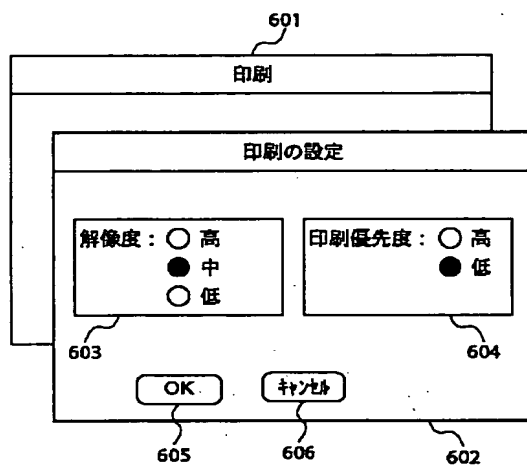 601
印刷
印刷の設定
解像度：○ 高
● 中
○ 低
印刷優先度：○ 高
● 低
603
604
OK
キャンセル
605
606
602